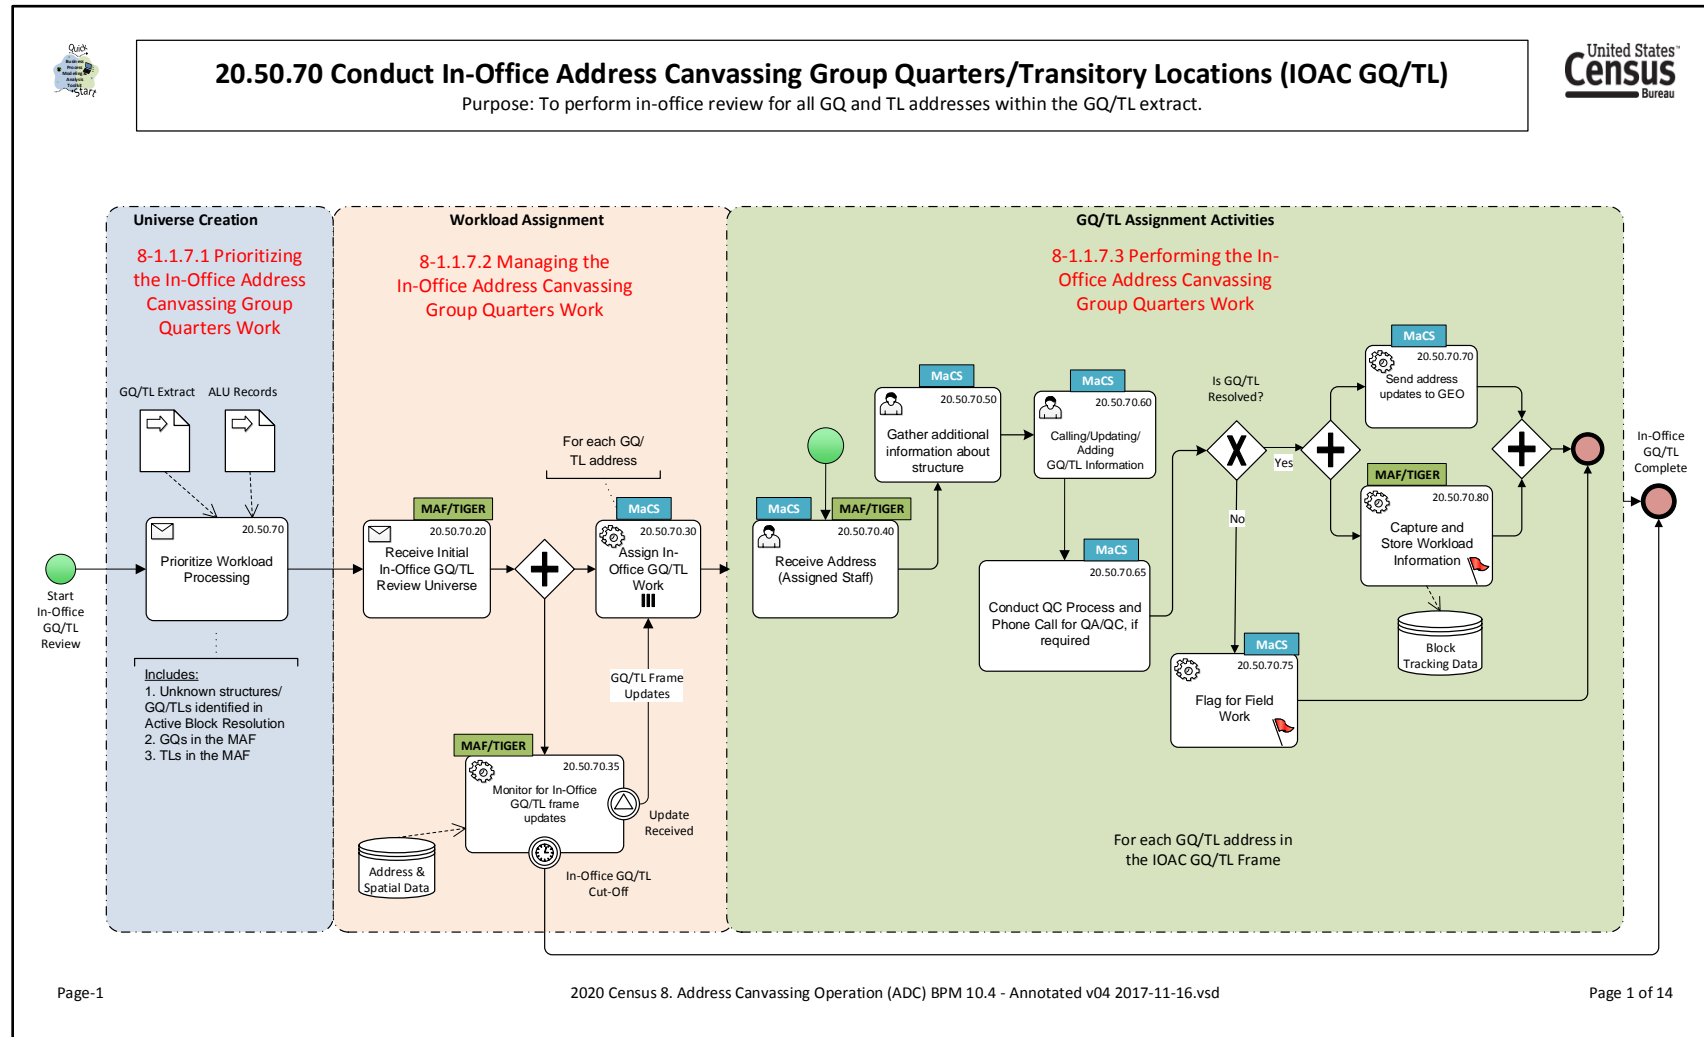 Quick
Business
Process
Modeling
Analysis
Toolkit
Start
20.50.70 Conduct In-Office Address Canvassing Group Quarters/Transitory Locations (IOAC GQ/TL)
Purpose: To perform in-office review for all GQ and TL addresses within the GQ/TL extract.
United States™
Census
Bureau
Universe Creation
8-1.1.7.1 Prioritizing
the In-Office Address
Canvassing Group
Quarters Work
GQ/TL Extract
ALU Records
20.50.70
Prioritize Workload
Processing
Start
In-Office
GQ/TL
Review
Includes:
1. Unknown structures/
GQ/TLs identified in
Active Block Resolution
2. GQs in the MAF
3. TLs in the MAF
Workload Assignment
8-1.1.7.2 Managing the
In-Office Address Canvassing
Group Quarters Work
For each GQ/
TL address
MAF/TIGER
20.50.70.20
Receive Initial
In-Office GQ/TL
Review Universe
MaCS
20.50.70.30
Assign In-
Office GQ/TL
Work
GQ/TL Frame
Updates
MAF/TIGER
20.50.70.35
Monitor for In-Office
GQ/TL frame
updates
Update
Received
Address &
Spatial Data
In-Office GQ/TL
Cut-Off
GQ/TL Assignment Activities
8-1.1.7.3 Performing the In-
Office Address Canvassing
Group Quarters Work
MaCS
MAF/TIGER
20.50.70.40
Receive Address
(Assigned Staff)
MaCS
20.50.70.50
Gather additional
information about
structure
MaCS
20.50.70.60
Calling/Updating/
Adding
GQ/TL Information
MaCS
20.50.70.65
Conduct QC Process and
Phone Call for QA/QC, if
required
Is GQ/TL
Resolved?
X
Yes
No
MaCS
20.50.70.70
Send address
updates to GEO
MAF/TIGER
20.50.70.80
Capture and
Store Workload
Information
Block
Tracking Data
MaCS
20.50.70.75
Flag for Field
Work
For each GQ/TL address in
the IOAC GQ/TL Frame
In-Office
GQ/TL
Complete
Page-1
2020 Census 8. Address Canvassing Operation (ADC) BPM 10.4 - Annotated v04 2017-11-16.vsd
Page 1 of 14